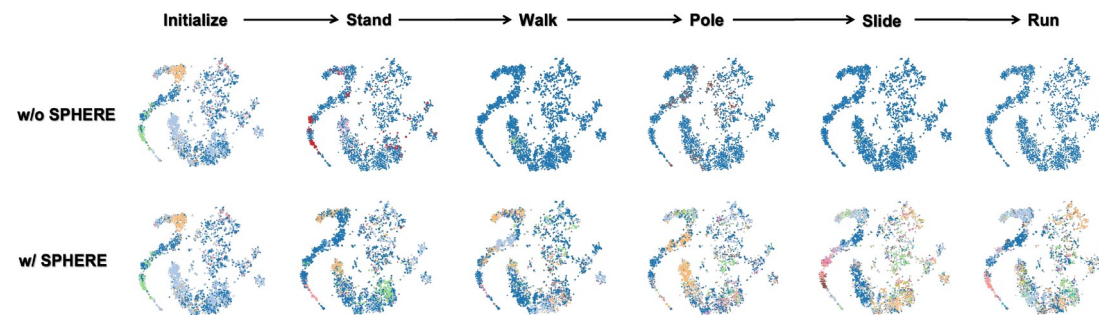 Initialize Stand Walk Pole Slide Run
w/o SPHERE
w/ SPHERE